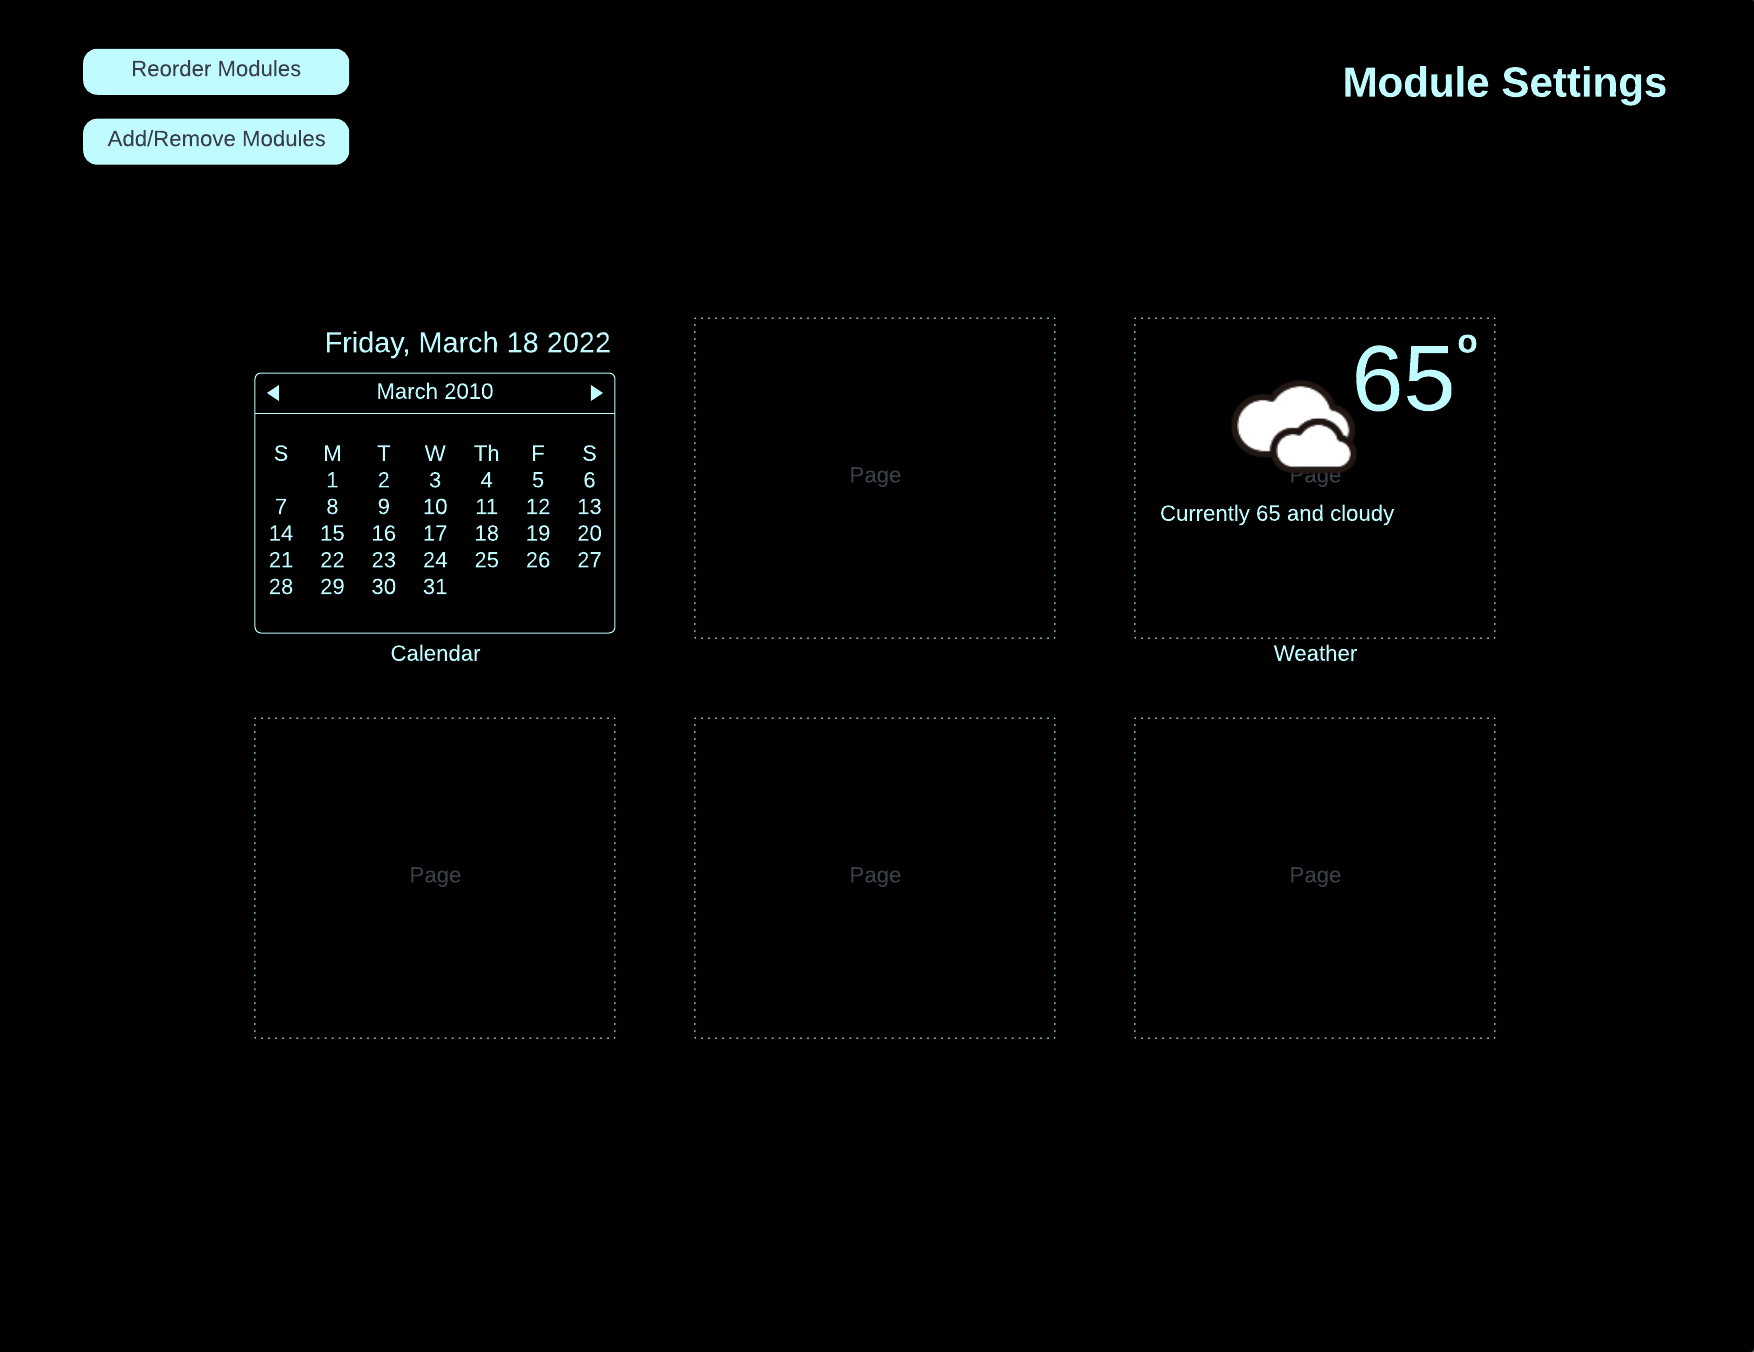 Reorder Modules
Module Settings
Add/Remove Modules
Friday, March 18 2022
March 2010
S M T W Th F S
1 2 3 4 5 6
7 8 9 10 11 12 13
14 15 16 17 18 19 20
21 22 23 24 25 26 27
28 29 30 31
Calendar
Page
65º
Page
Currently 65 and cloudy
Weather
Page
Page
Page